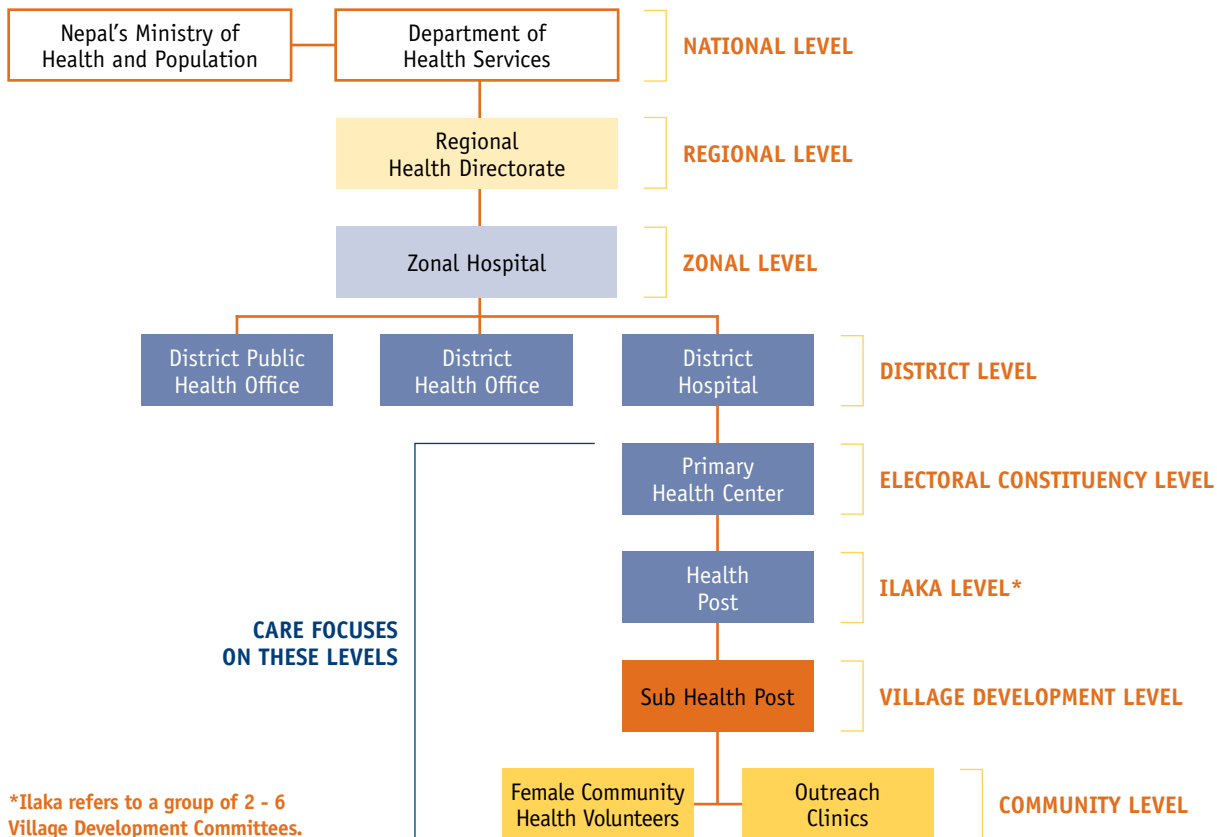 Nepal's Ministry of
Health and Population
Department of
Health Services
NATIONAL LEVEL
Regional
Health Directorate
REGIONAL LEVEL
Zonal Hospital
ZONAL LEVEL
District Public
Health Office
District
Health Office
District
Hospital
DISTRICT LEVEL
Primary
Health Center
ELECTORAL CONSTITUENCY LEVEL
Health
Post
ILAKA LEVEL*
CARE FOCUSES
ON THESE LEVELS
Sub Health Post
VILLAGE DEVELOPMENT LEVEL
Female Community
Health Volunteers
Outreach
Clinics
COMMUNITY LEVEL
*Ilaka refers to a group of 2 - 6
Village Development Committees.